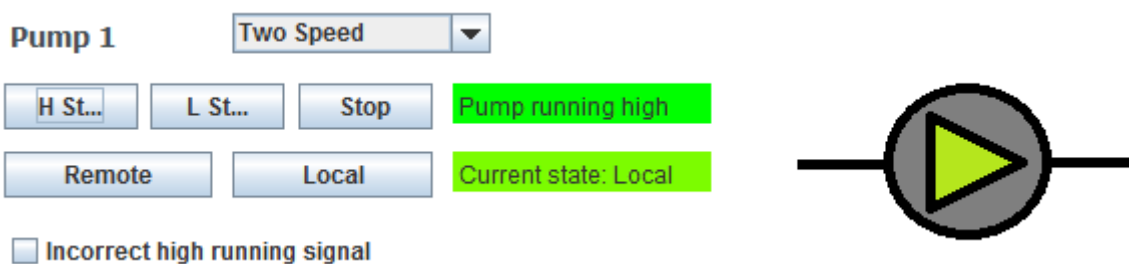 Pump 1 Two Speed
H St... L St... Stop Pump running high
Remote Local Current state: Local
Incorrect high running signal